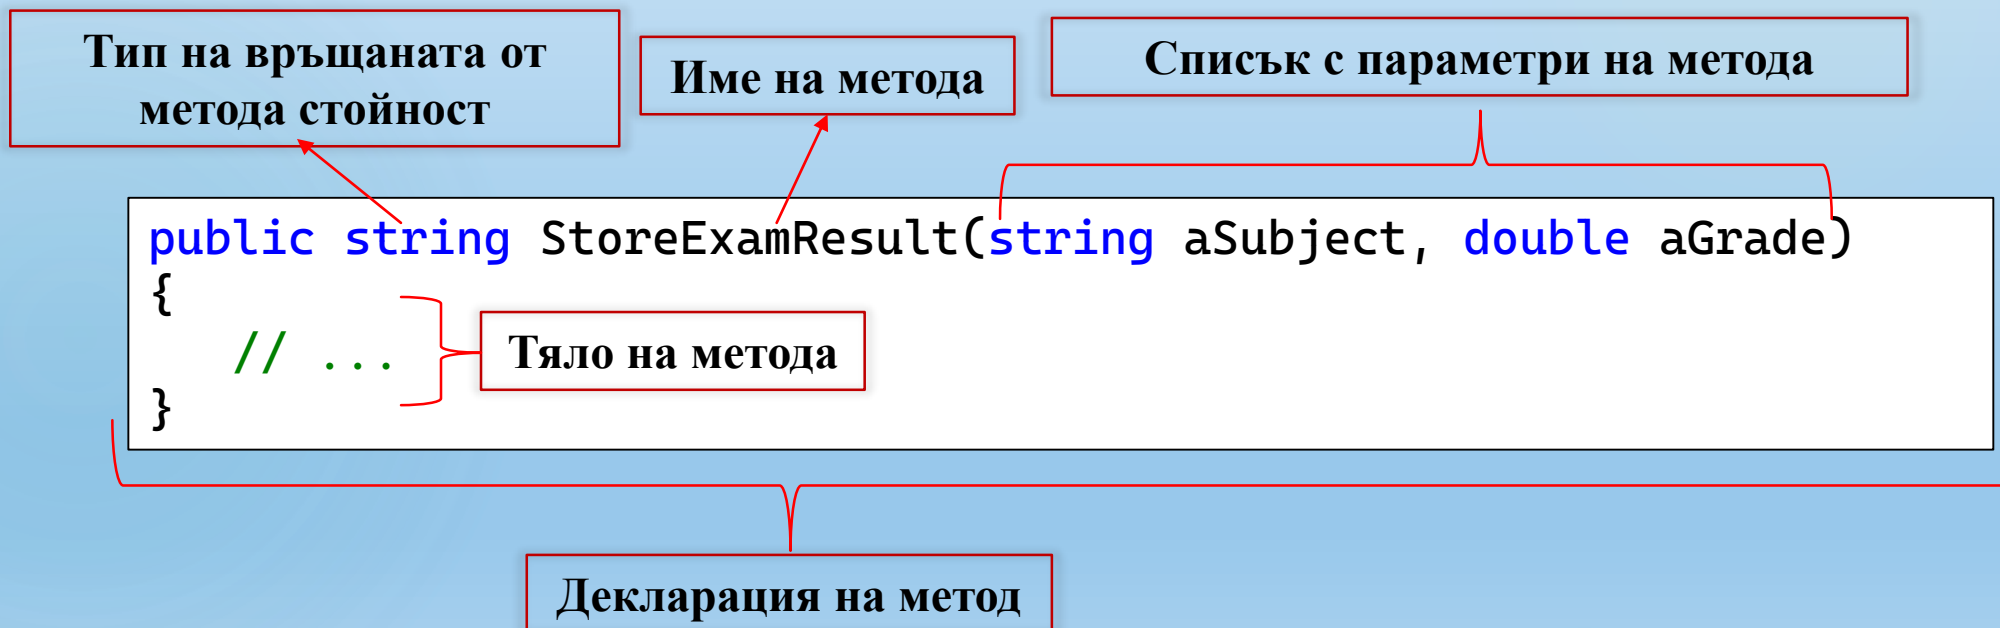 Тип на връщаната от
метода стойност
Име на метода
Списък с параметри на метода
public string StoreExamResult(string aSubject, double aGrade)
{
// ...
Тяло на метода
}
Декларация на метод